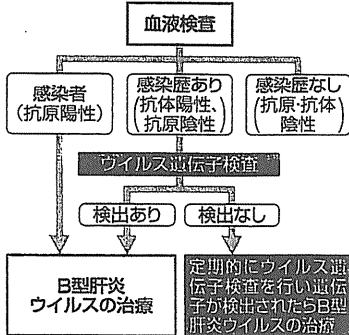 血液検査
感染者
(抗原陽性)
感染歴あり
(抗体陽性、
抗原陰性)
感染歴なし
(抗原・抗体
陰性)
ウイルス遺伝子検査
検出あり
検出なし
B型肝炎
ウイルスの治療
定期的にウイルス遺
伝子検査を行い遺伝
子が検出されたらB型
肝炎ウイルスの治療